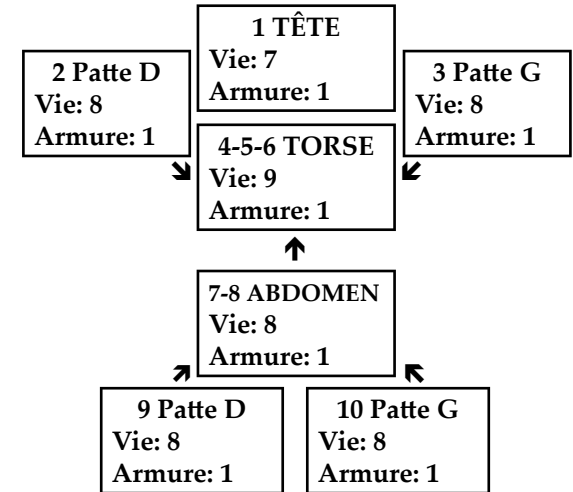 1 TÊTE
Vie: 7
Armure: 1
2 Patte D
Vie: 8
Armure: 1
3 Patte G
Vie: 8
Armure: 1
4-5-6 TORSE
Vie: 9
Armure: 1
7-8 ABDOMEN
Vie: 8
Armure: 1
9 Patte D
Vie: 8
Armure: 1
10 Patte G
Vie: 8
Armure: 1